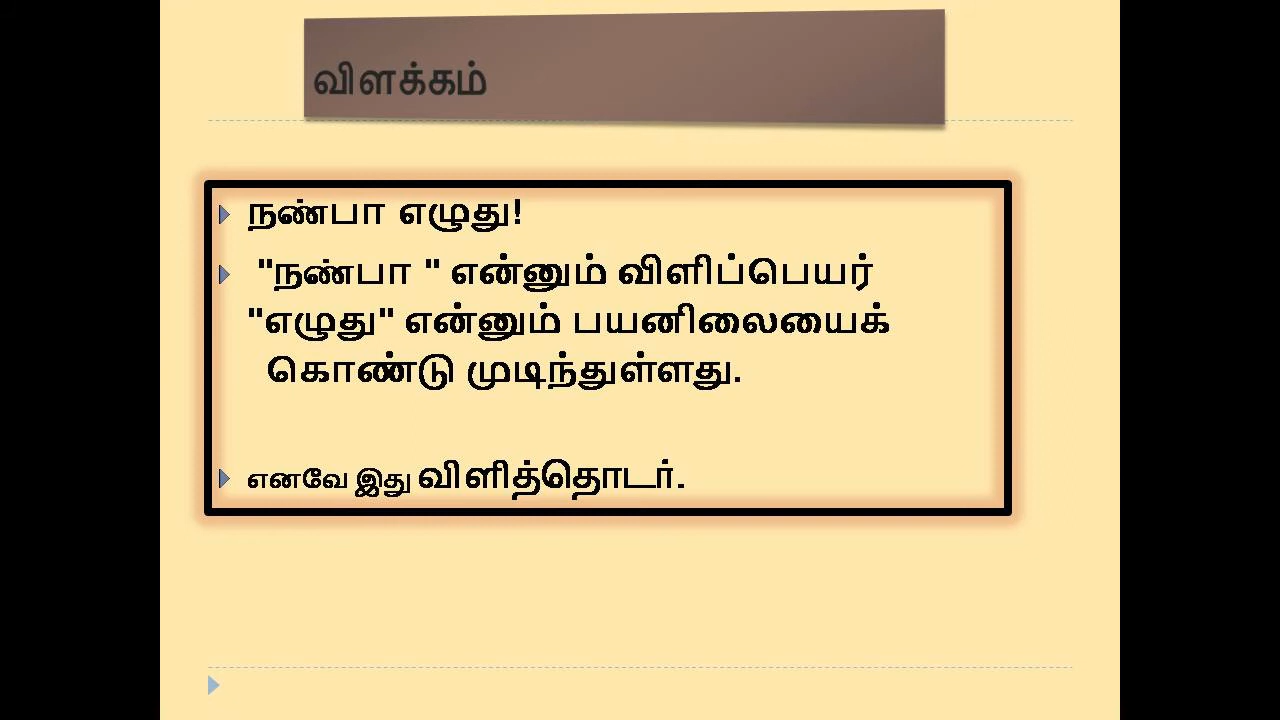 விளக்கம்
நண்பா எழுது!
"நண்பா " என்னும் விளிப்பெயர்
"எழுது" என்னும் பயனிலையைக்
கொண்டு முடிந்துள்ளது.
எனவே இது விளித்தொடர்.